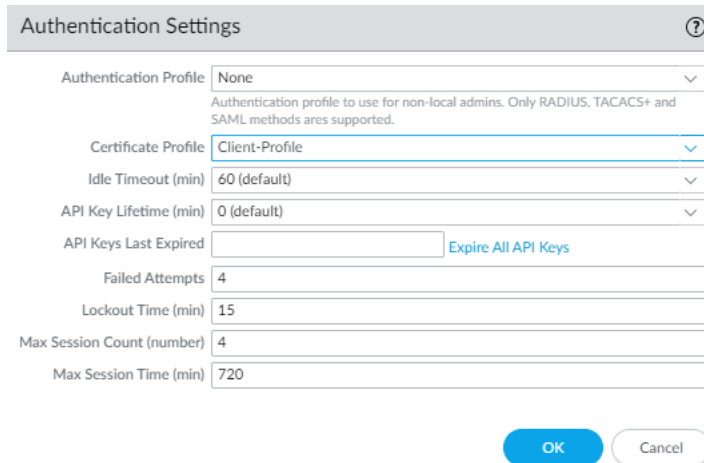 Authentication Settings
Authentication Profile None
Authentication profile to use for non-local admins. Only RADIUS, TACACS+ and
SAML methods ares supported.
Certificate Profile Client-Profile
Idle Timeout (min) 60 (default)
API Key Lifetime (min) 0 (default)
API Keys Last Expired Expire All API Keys
Failed Attempts 4
Lockout Time (min) 15
Max Session Count (number) 4
Max Session Time (min) 720
OK Cancel